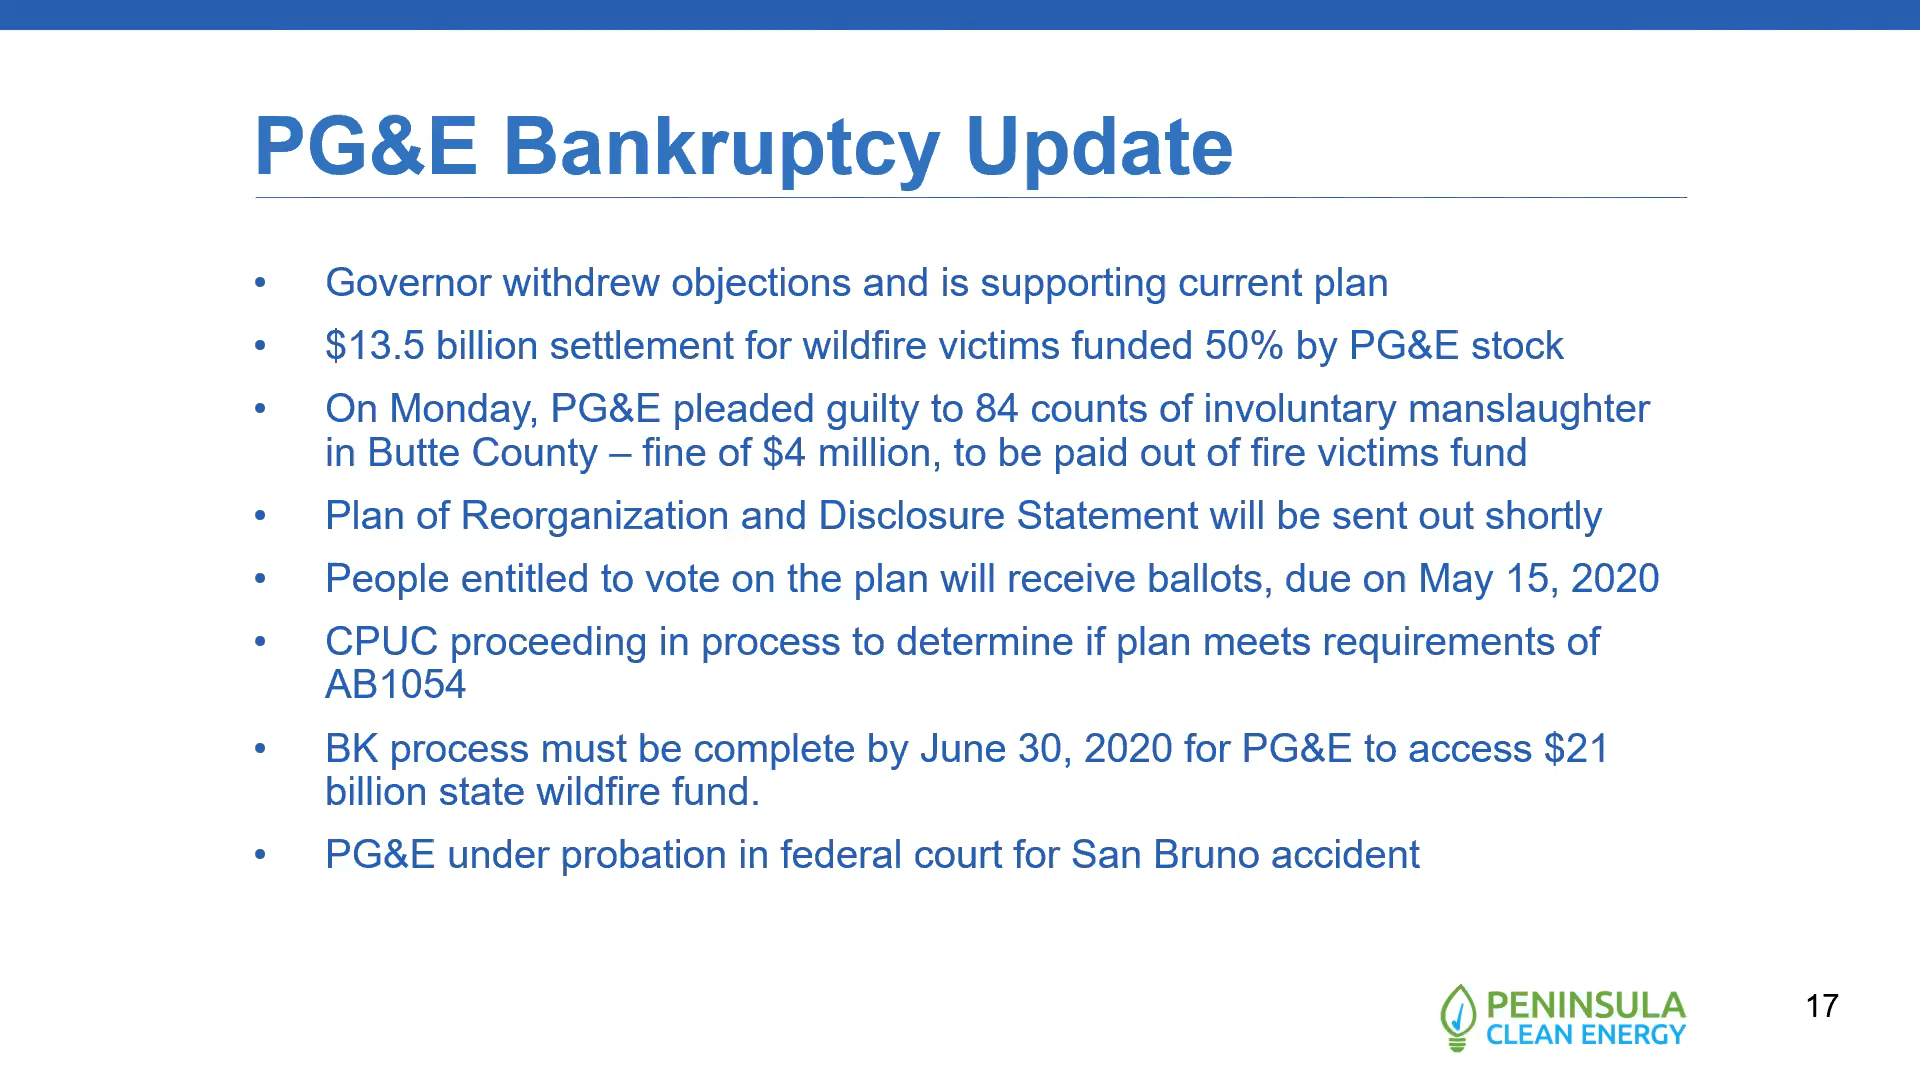 PG&E Bankruptcy Update
• Governor withdrew objections and is supporting current plan
• $13.5 billion settlement for wildfire victims funded 50% by PG&E stock
• On Monday, PG&E pleaded guilty to 84 counts of involuntary manslaughter
in Butte County – fine of $4 million, to be paid out of fire victims fund
• Plan of Reorganization and Disclosure Statement will be sent out shortly
• People entitled to vote on the plan will receive ballots, due on May 15, 2020
• CPUC proceeding in process to determine if plan meets requirements of
AB1054
• BK process must be complete by June 30, 2020 for PG&E to access $21
billion state wildfire fund.
• PG&E under probation in federal court for San Bruno accident
PENINSULA
CLEAN ENERGY
17